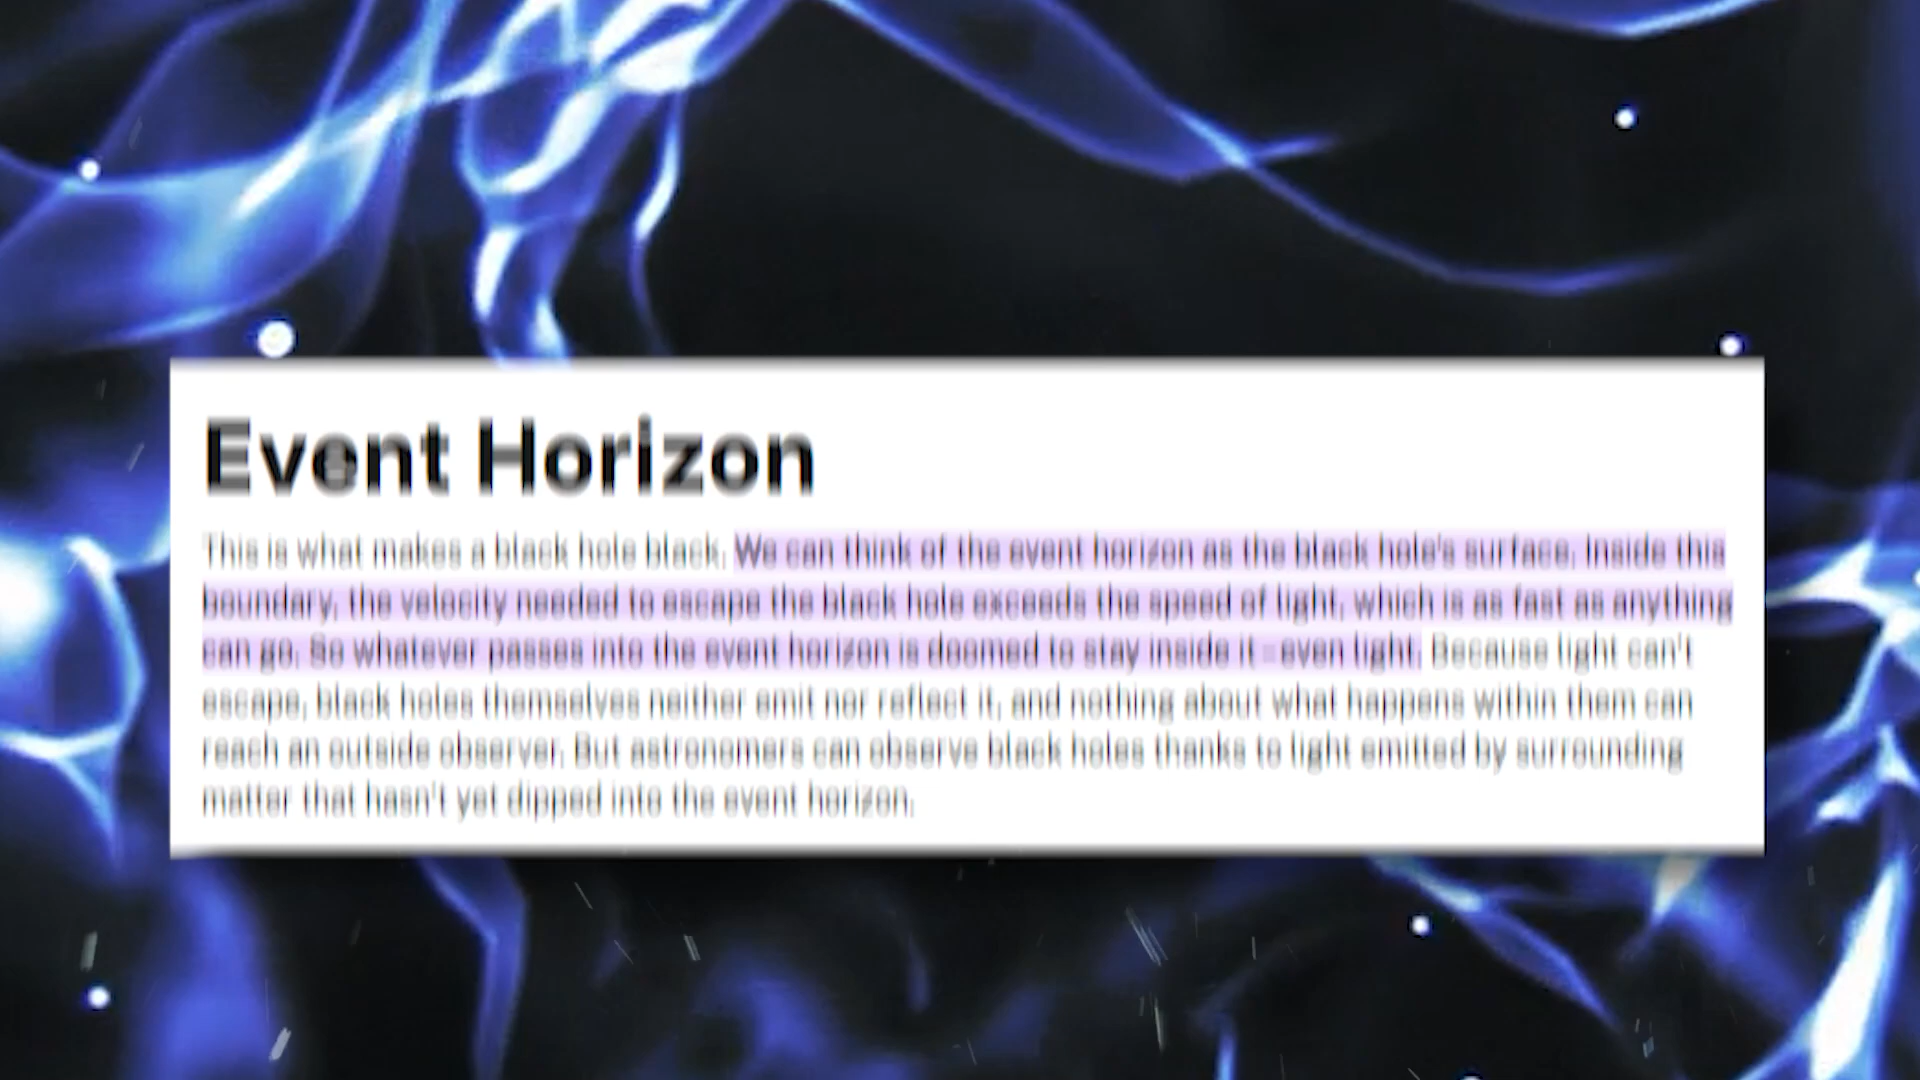 Event Horizon
This is what makes a black hole black. We can think of the event horizon as the black hole's surface. Inside this
boundary, the velocity needed to escape the black hole exceeds the speed of light, which is as fast as anything
can go. So whatever passes into the event horizon is doomed to stay inside it - even light. Because light can't
escape, black holes themselves neither emit nor reflect it, and nothing about what happens within them can
reach an outside observer. But astronomers can observe black holes thanks to light emitted by surrounding
matter that hasn't yet dipped into the event horizon.